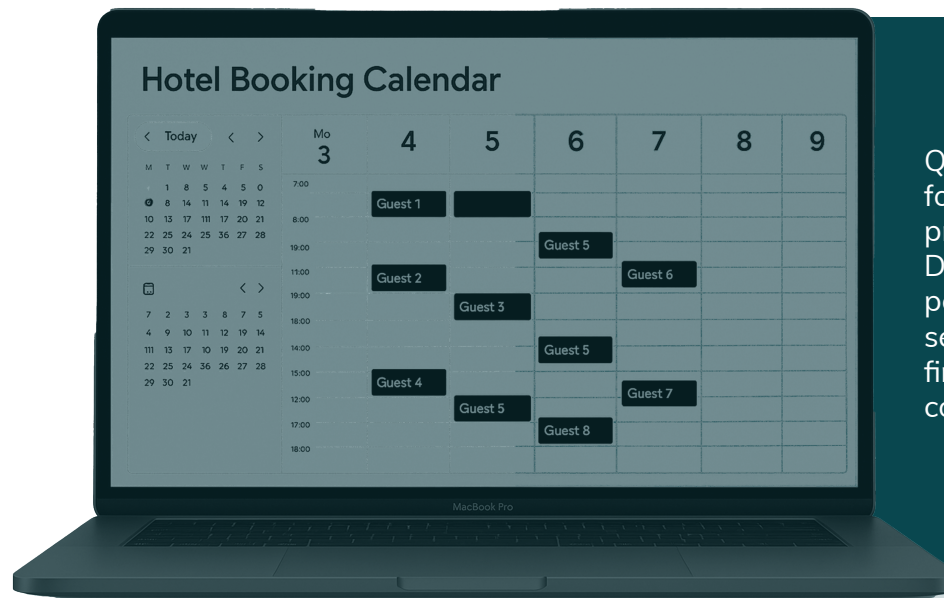 Hotel Booking Calendar
Today
M T W W T F S
1 8 5 4 5 0
8 14 11 14 19 12
10 13 17 111 17 20 21
22 25 24 25 36 27 28
29 30 21
7 2 3 3 8 7 5
4 9 10 11 12 19 14
111 13 17 10 19 20 21
22 25 24 36 26 27 28
29 30 21
Mo
3 4 5 6 7 8 9
7:00
Guest 1
8:00
19:00
Guest 5
11:00
Guest 2
Guest 6
19:00
Guest 3
18:00
14:00
Guest 5
15:00
Guest 4
Guest 7
12:00
Guest 5
17:00
Guest 8
18:00
MacBook Pro